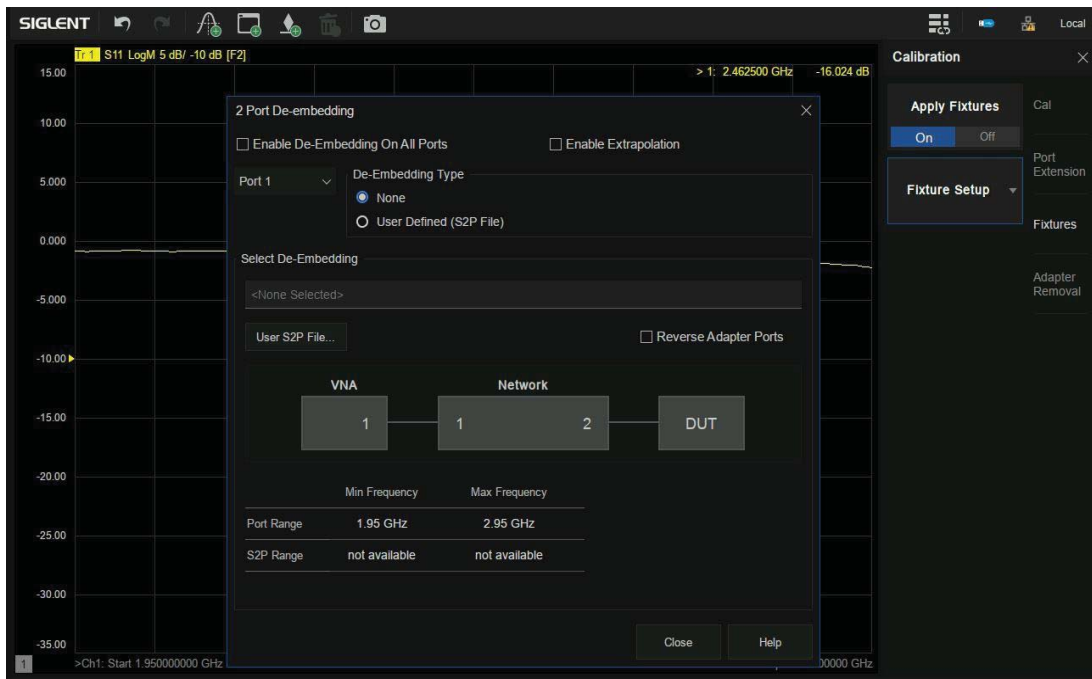 SIGLENT
Local
Tr 1 S11 LogM 5 dB/ -10 dB [F2]
> 1: 2.462500 GHz -16.024 dB
15.00
10.00
5.000
0.000
-5.000
-10.00
-15.00
-20.00
-25.00
-30.00
-35.00
2 Port De-embedding
Enable De-Embedding On All Ports
Enable Extrapolation
Port 1
De-Embedding Type
None
User Defined (S2P File)
Select De-Embedding
<None Selected>
User S2P File...
Reverse Adapter Ports
VNA
Network
1
1
2
DUT
Min Frequency Max Frequency
Port Range 1.95 GHz 2.95 GHz
S2P Range not available not available
Close
Help
1
>Ch1: Start 1.950000000 GHz
00000 GHz
Calibration
Apply Fixtures
On Off
Fixture Setup
Cal
Port
Extension
Fixtures
Adapter
Removal